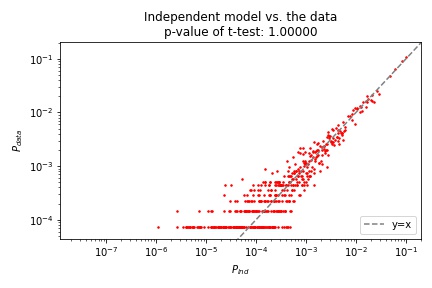 Independent model vs. the data
p-value of t-test: 1.00000
10⁻¹
10⁻²
10⁻³
10⁻⁴
P_data
y=x
10⁻⁷ 10⁻⁶ 10⁻⁵ 10⁻⁴ 10⁻³ 10⁻² 10⁻¹
P_ind